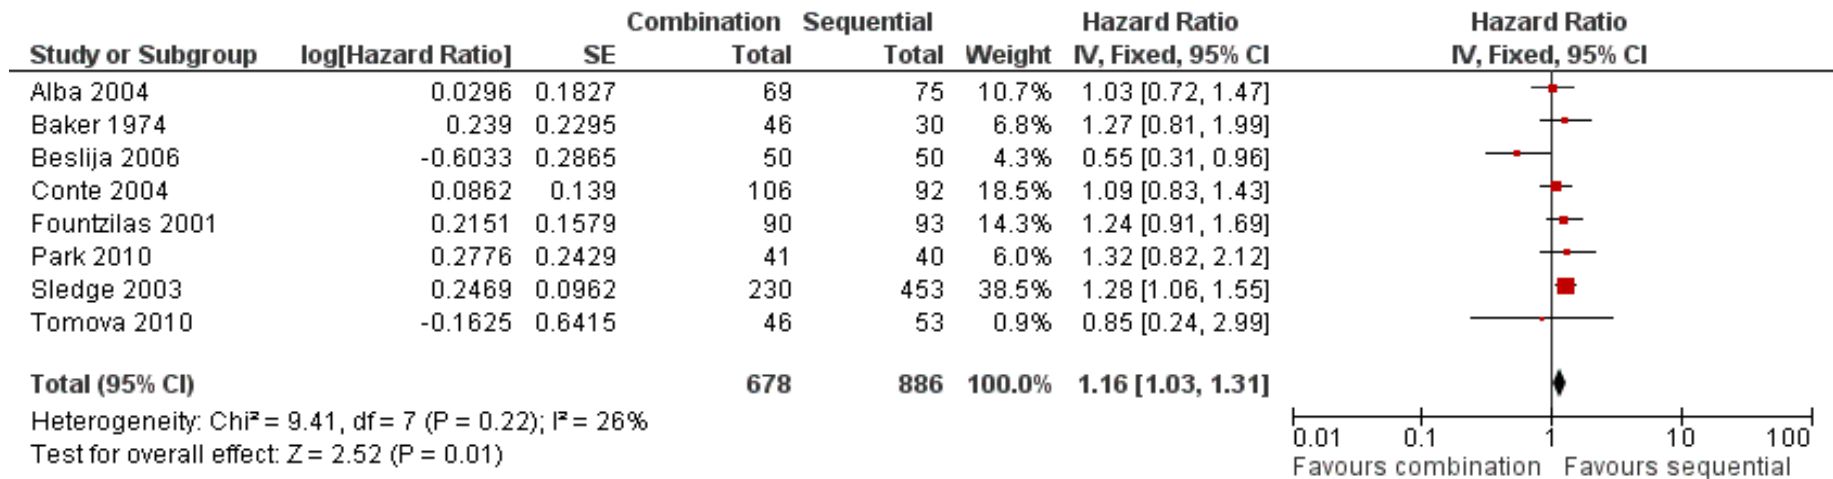 Combination Sequential Hazard Ratio Hazard Ratio
Study or Subgroup log[Hazard Ratio] SE Total Total Weight IV, Fixed, 95% CI IV, Fixed, 95% CI
Alba 2004 0.0296 0.1827 69 75 10.7% 1.03 [0.72, 1.47]
Baker 1974 0.239 0.2295 46 30 6.8% 1.27 [0.81, 1.99]
Beslija 2006 -0.6033 0.2865 50 50 4.3% 0.55 [0.31, 0.96]
Conte 2004 0.0862 0.139 106 92 18.5% 1.09 [0.83, 1.43]
Fountzilas 2001 0.2151 0.1579 90 93 14.3% 1.24 [0.91, 1.69]
Park 2010 0.2776 0.2429 41 40 6.0% 1.32 [0.82, 2.12]
Sledge 2003 0.2469 0.0962 230 453 38.5% 1.28 [1.06, 1.55]
Tomova 2010 -0.1625 0.6415 46 53 0.9% 0.85 [0.24, 2.99]
Total (95% CI) 678 886 100.0% 1.16 [1.03, 1.31]
Heterogeneity: Chi² = 9.41, df = 7 (P = 0.22); I² = 26%
Test for overall effect: Z = 2.52 (P = 0.01)
0.01 0.1 1 10 100
Favours combination Favours sequential